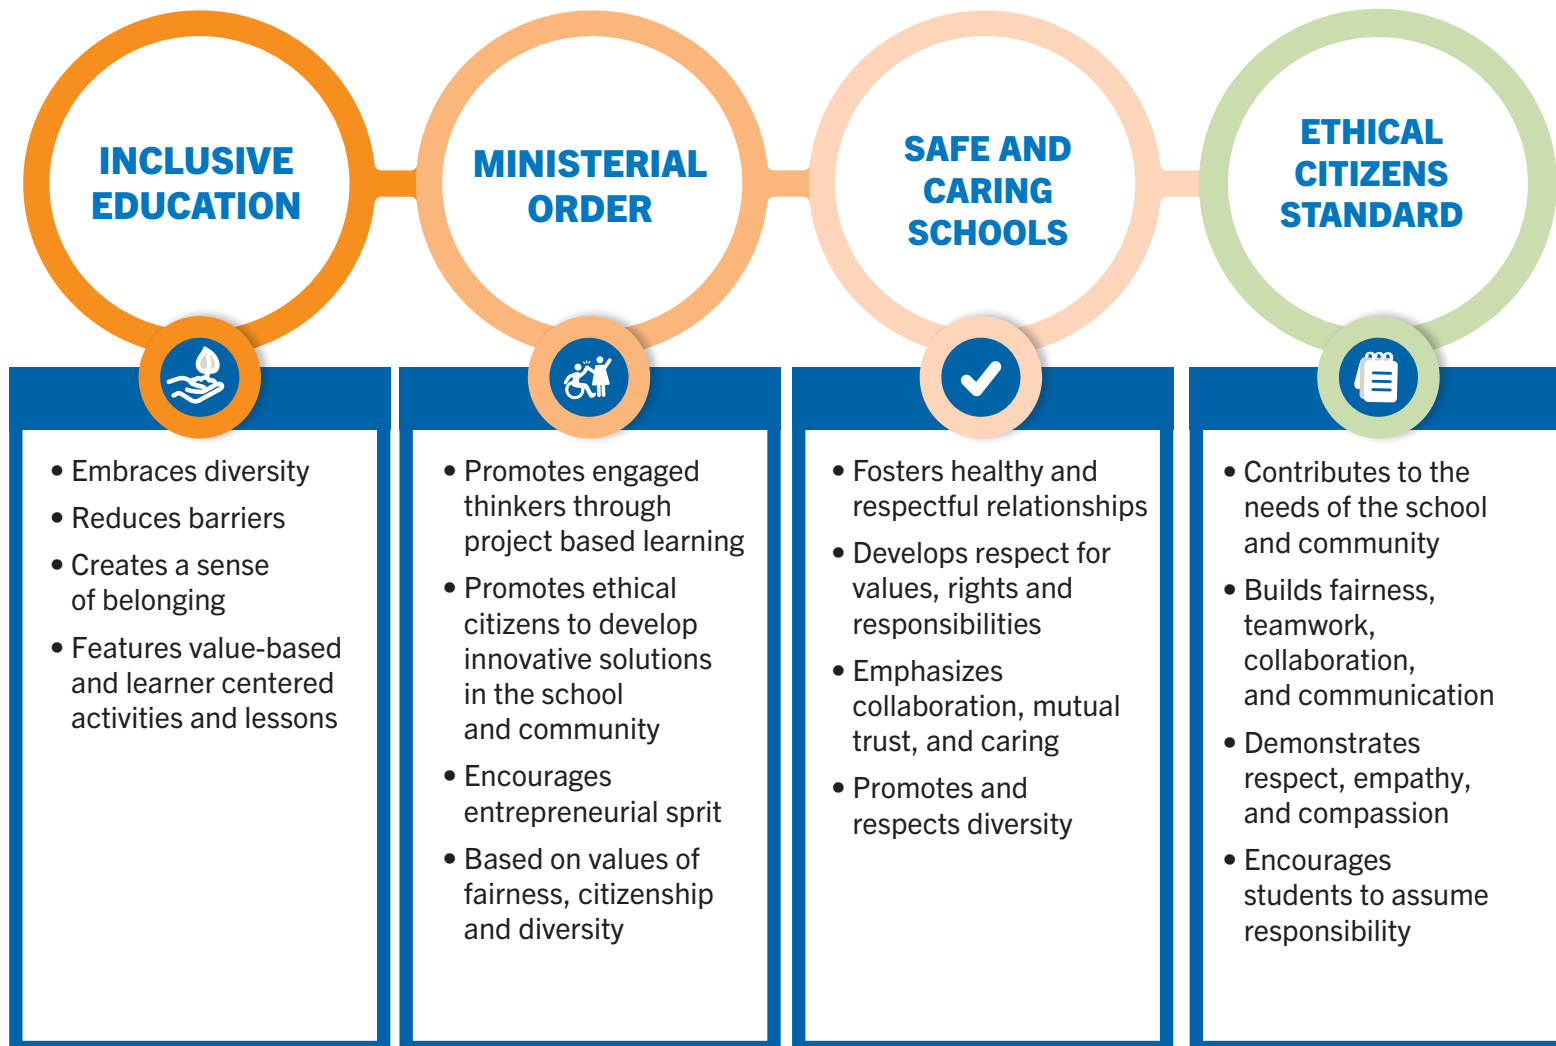 INCLUSIVE
EDUCATION
MINISTERIAL
ORDER
SAFE AND
CARING
SCHOOLS
ETHICAL
CITIZENS
STANDARD
• Embraces diversity
• Reduces barriers
• Creates a sense
of belonging
• Features value-based
and learner centered
activities and lessons
• Promotes engaged
thinkers through
project based learning
• Promotes ethical
citizens to develop
innovative solutions
in the school
and community
• Encourages
entrepreneurial sprit
• Based on values of
fairness, citizenship
and diversity
• Fosters healthy and
respectful relationships
• Develops respect for
values, rights and
responsibilities
• Emphasizes
collaboration, mutual
trust, and caring
• Promotes and
respects diversity
• Contributes to the
needs of the school
and community
• Builds fairness,
teamwork,
collaboration,
and communication
• Demonstrates
respect, empathy,
and compassion
• Encourages
students to assume
responsibility